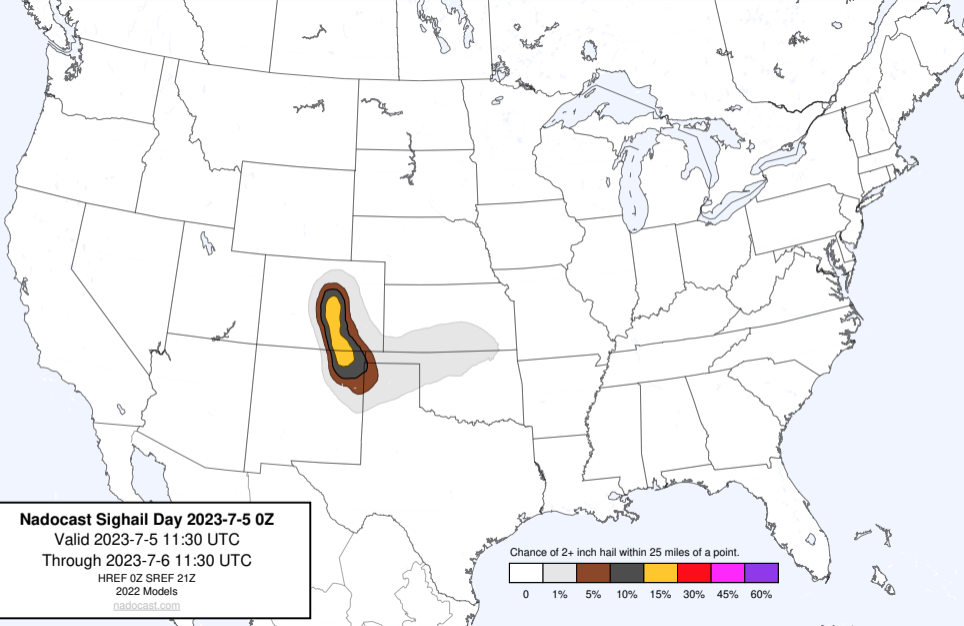 Nadocast Sighail Day 2023-7-5 0Z
Valid 2023-7-5 11:30 UTC
Through 2023-7-6 11:30 UTC
HREF 0Z SREF 21Z
2022 Models
nadocast.com
Chance of 2+ inch hail within 25 miles of a point.
0 1% 5% 10% 15% 30% 45% 60%